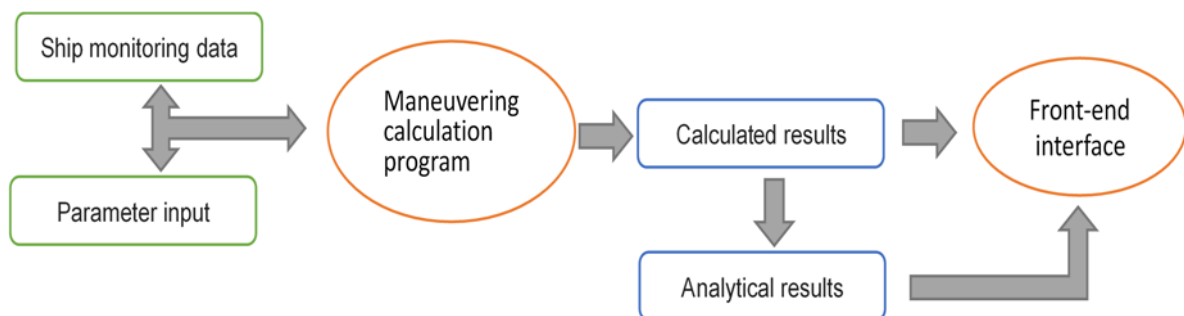 Ship monitoring data
Parameter input
Maneuvering
calculation
program
Calculated results
Analytical results
Front-end
interface